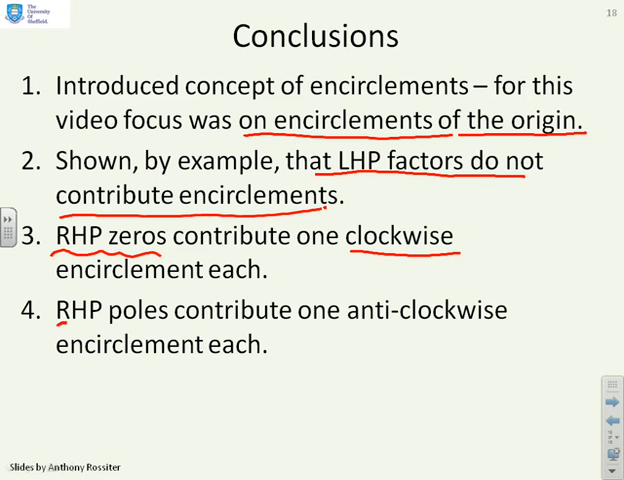 The
University
Of
Sheffield.
18
Conclusions
1. Introduced concept of encirclements – for this
video focus was on encirclements of the origin.
2. Shown, by example, that LHP factors do not
contribute encirclements.
3. RHP zeros contribute one clockwise
encirclement each.
4. RHP poles contribute one anti-clockwise
encirclement each.
Slides by Anthony Rossiter